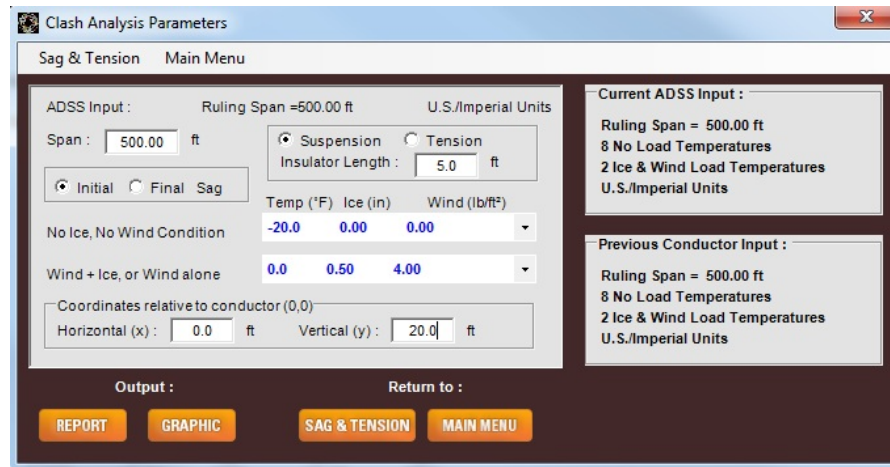 Clash Analysis Parameters
Sag & Tension Main Menu
ADSS Input : Ruling Span =500.00 ft U.S./Imperial Units
Span : 500.00 ft
Suspension Tension
Insulator Length : 5.0 ft
Initial Final Sag
Temp (°F) Ice (in) Wind (lb/ft²)
No Ice, No Wind Condition -20.0 0.00 0.00
Wind + Ice, or Wind alone 0.0 0.50 4.00
Coordinates relative to conductor (0,0)
Horizontal (x) : 0.0 ft Vertical (y) : 20.0 ft
Current ADSS Input :
Ruling Span = 500.00 ft
8 No Load Temperatures
2 Ice & Wind Load Temperatures
U.S./Imperial Units
Previous Conductor Input :
Ruling Span = 500.00 ft
8 No Load Temperatures
2 Ice & Wind Load Temperatures
U.S./Imperial Units
Output : Return to :
REPORT GRAPHIC SAG & TENSION MAIN MENU